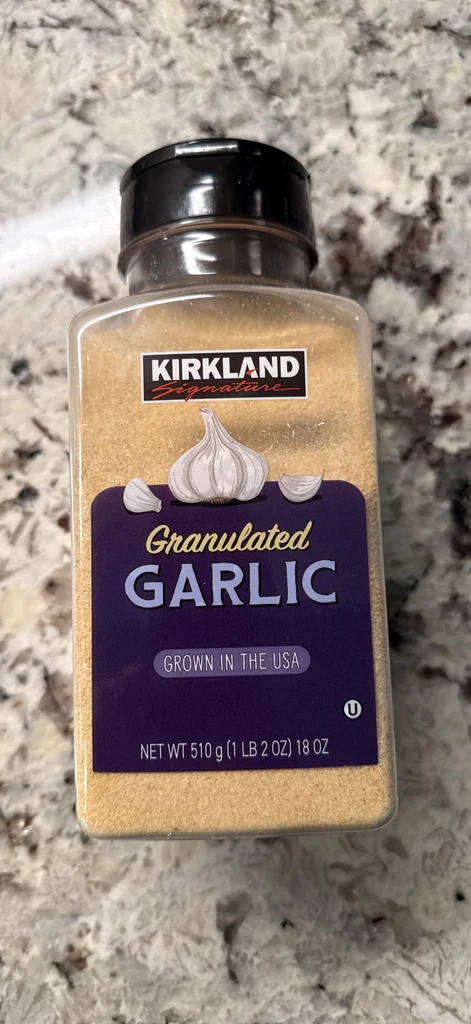 KIRKLAND
Signature
Granulated
GARLIC
GROWN IN THE USA
U
NET WT 510 g (1 LB 2 OZ) 18 OZ